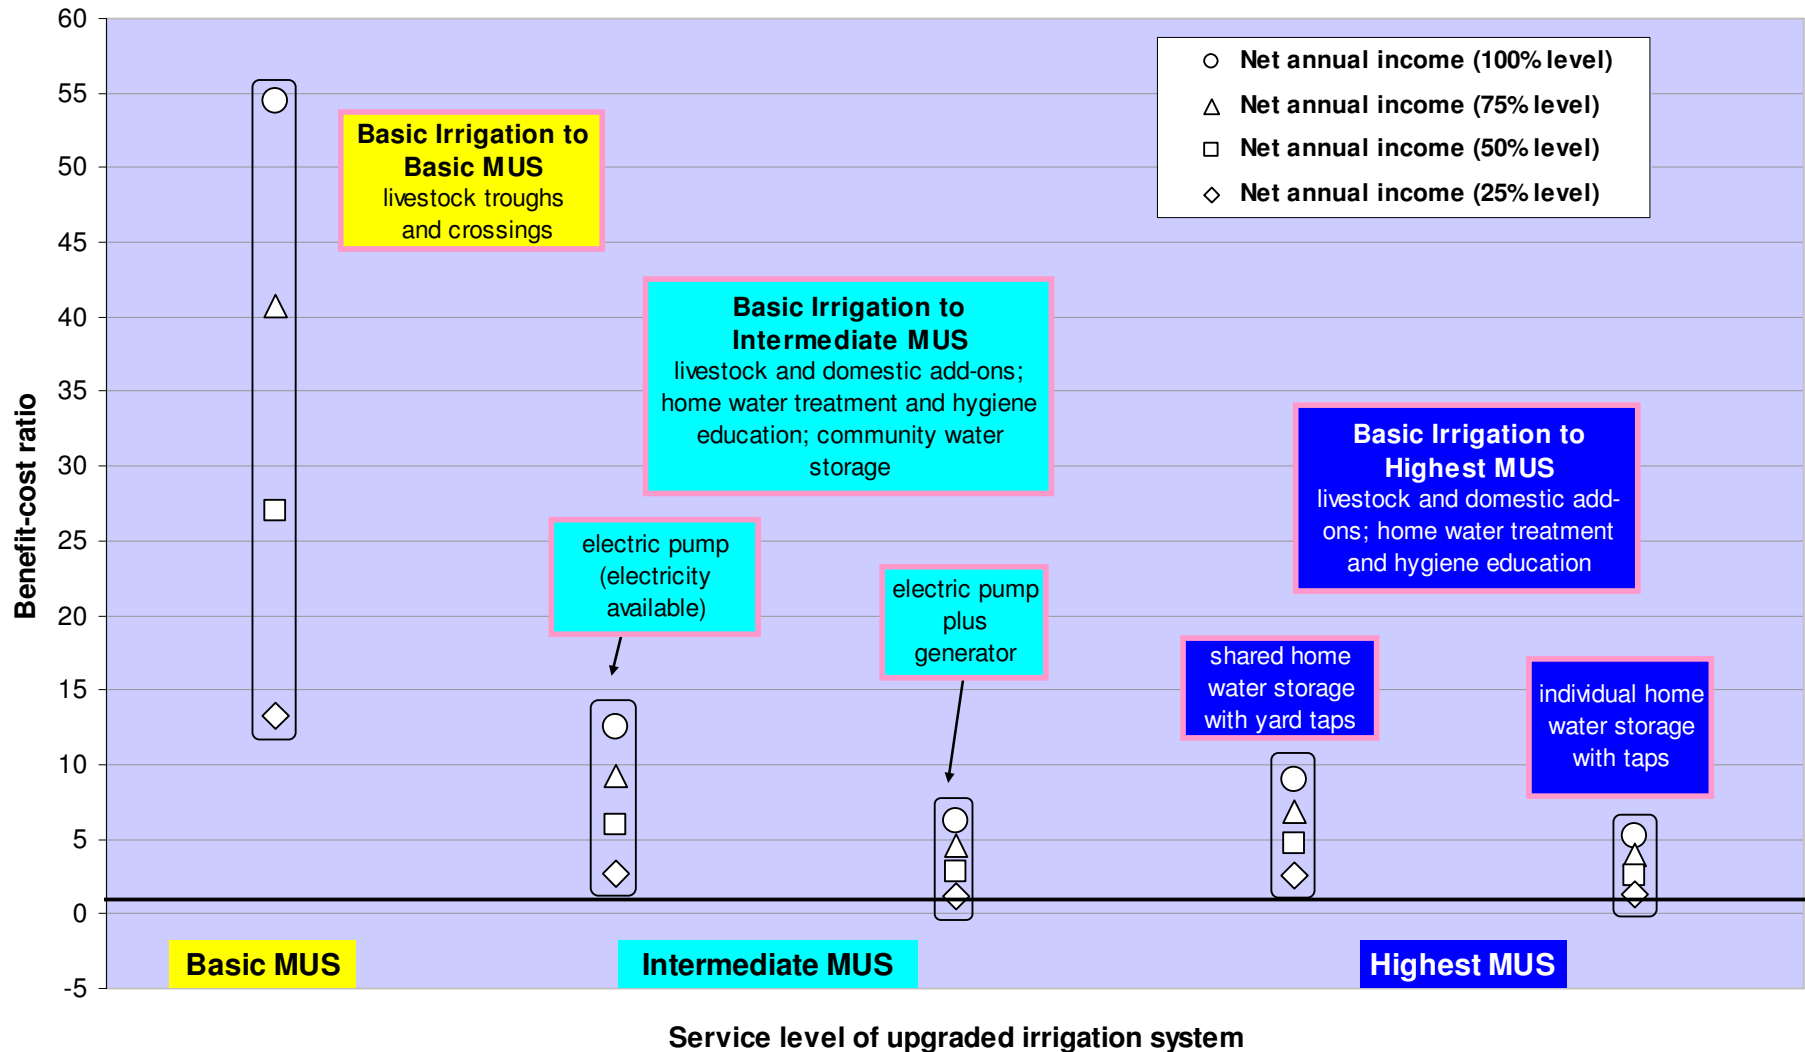 60
55
50
45
40
35
30
25
20
15
10
5
0
-5
Benefit-cost ratio
Net annual income (100% level)
Net annual income (75% level)
Net annual income (50% level)
Net annual income (25% level)
Basic Irrigation to
Basic MUS
livestock troughs
and crossings
Basic Irrigation to
Intermediate MUS
livestock and domestic add-ons;
home water treatment and hygiene
education; community water
storage
Basic Irrigation to
Highest MUS
livestock and domestic add-
ons; home water treatment
and hygiene education
electric pump
(electricity
available)
electric pump
plus
generator
shared home
water storage
with yard taps
individual home
water storage
with taps
Basic MUS
Intermediate MUS
Highest MUS
Service level of upgraded irrigation system